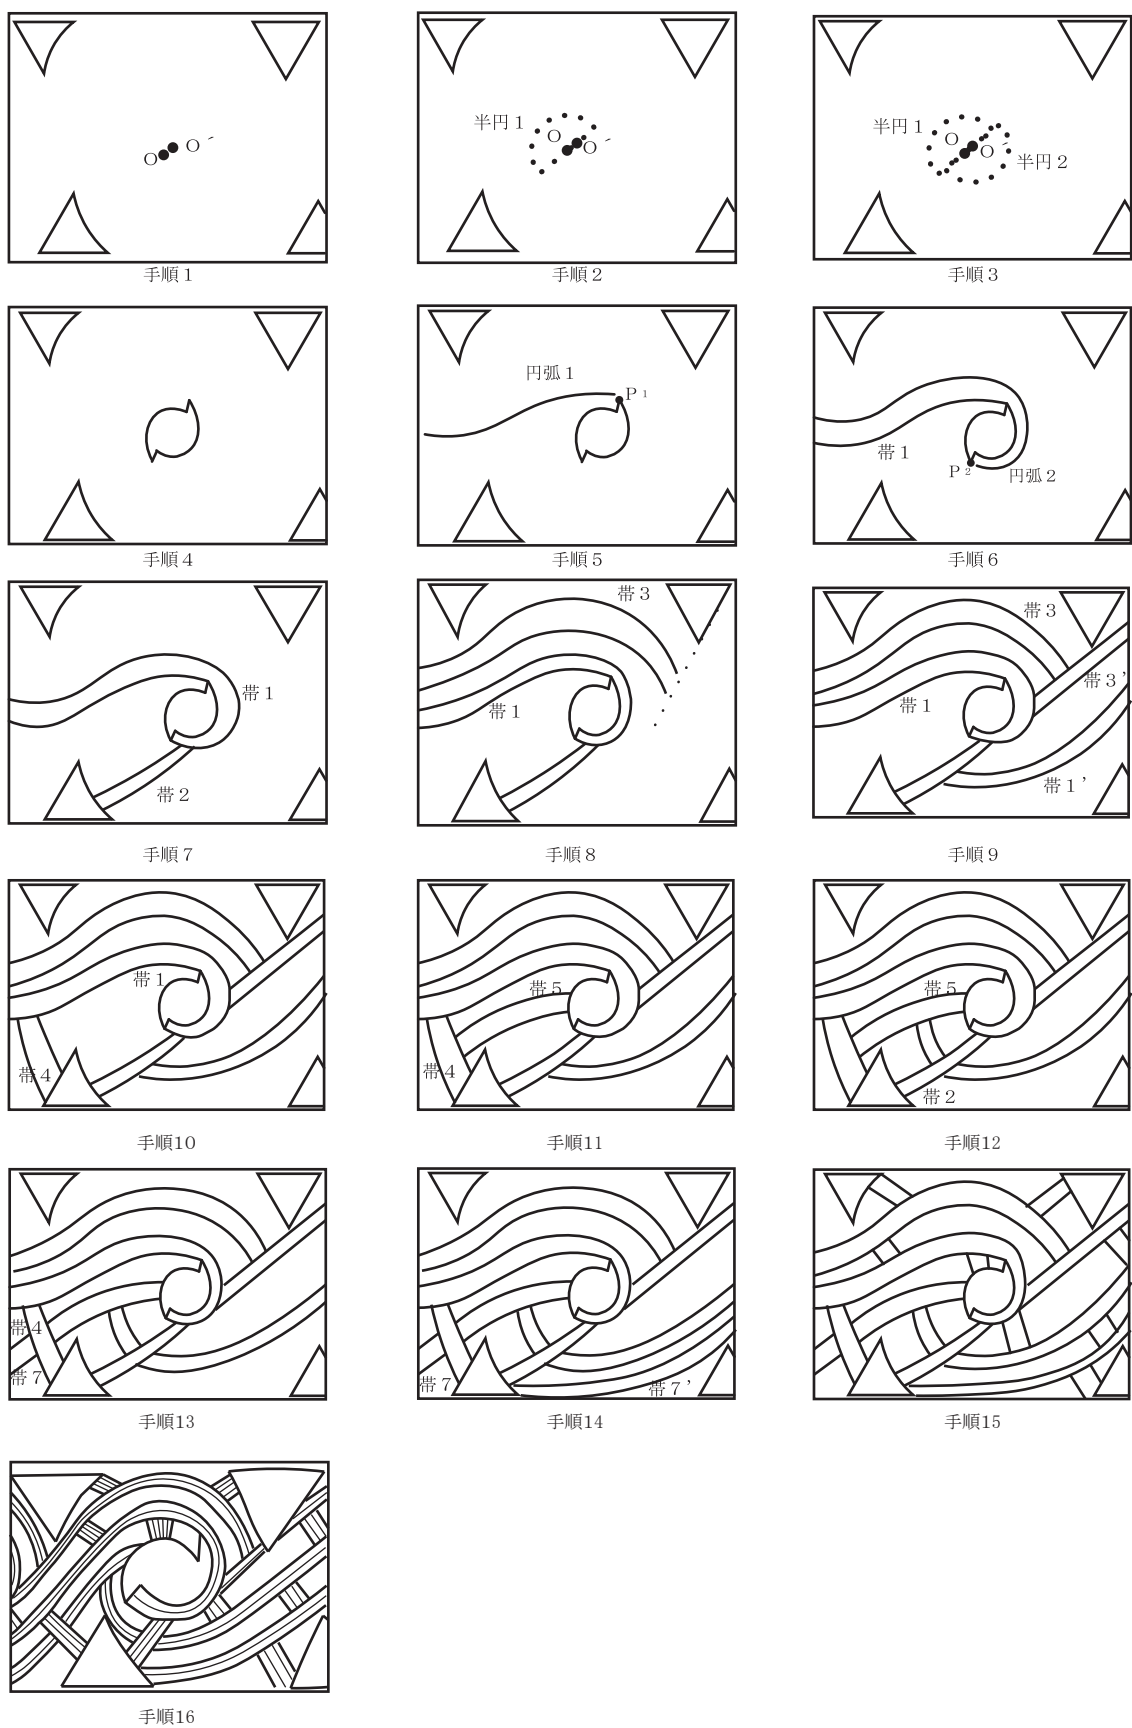 O O´
手順１
半円１
O O´
手順２
半円１
O O´
半円２
手順３
手順４
円弧１ P１
手順５
帯１
P２ 円弧２
手順６
帯１
帯２
手順７
帯３
帯１
手順８
帯３
帯３’
帯１
帯１’
手順９
帯１
帯４
手順10
帯５
帯４
手順11
帯５
帯２
手順12
帯４
帯７
手順13
帯７ 帯７’
手順14
手順15
手順16